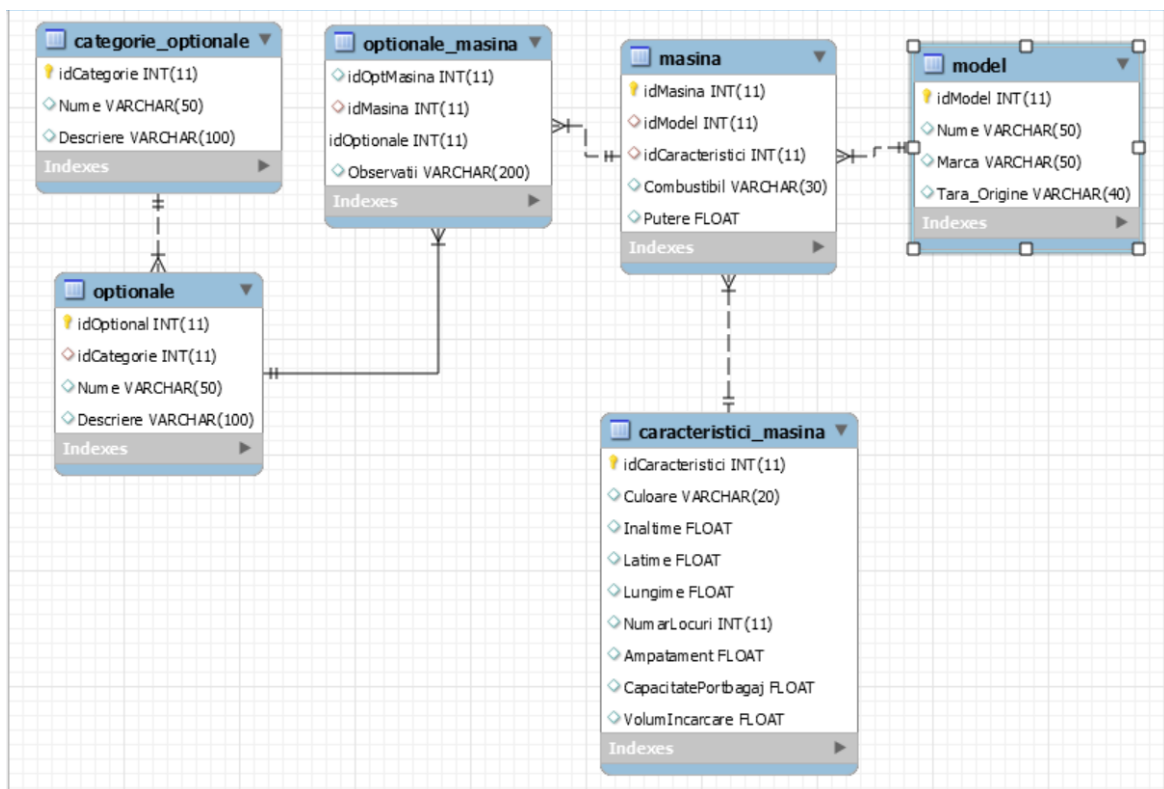 categorie_optionale
idCategorie INT(11)
Nume VARCHAR(50)
Descriere VARCHAR(100)
Indexes
optionale_masina
idOptMasina INT(11)
idMasina INT(11)
idOptionale INT(11)
Observatii VARCHAR(200)
Indexes
masina
idMasina INT(11)
idModel INT(11)
idCaracteristici INT(11)
Combustibil VARCHAR(30)
Putere FLOAT
Indexes
model
idModel INT(11)
Nume VARCHAR(50)
Marca VARCHAR(50)
Tara_Origine VARCHAR(40)
Indexes
optionale
idOptional INT(11)
idCategorie INT(11)
Nume VARCHAR(50)
Descriere VARCHAR(100)
Indexes
caracteristici_masina
idCaracteristici INT(11)
Culoare VARCHAR(20)
Inaltime FLOAT
Latime FLOAT
Lungime FLOAT
NumarLocuri INT(11)
Ampatament FLOAT
CapacitatePortbagaj FLOAT
VolumIncarcare FLOAT
Indexes